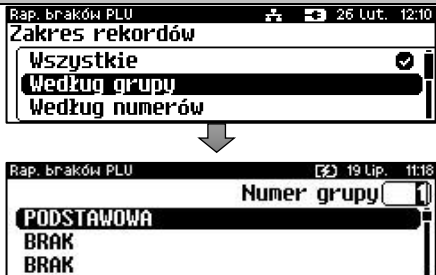 Rap. braków PLU 26 Lut. 12:10
Zakres rekordów
Wszystkie
Według grupy
Według numerów
Rap. braków PLU 19 Lip. 11:18
Numer grupy 1
PODSTAWOWA
BRAK
BRAK